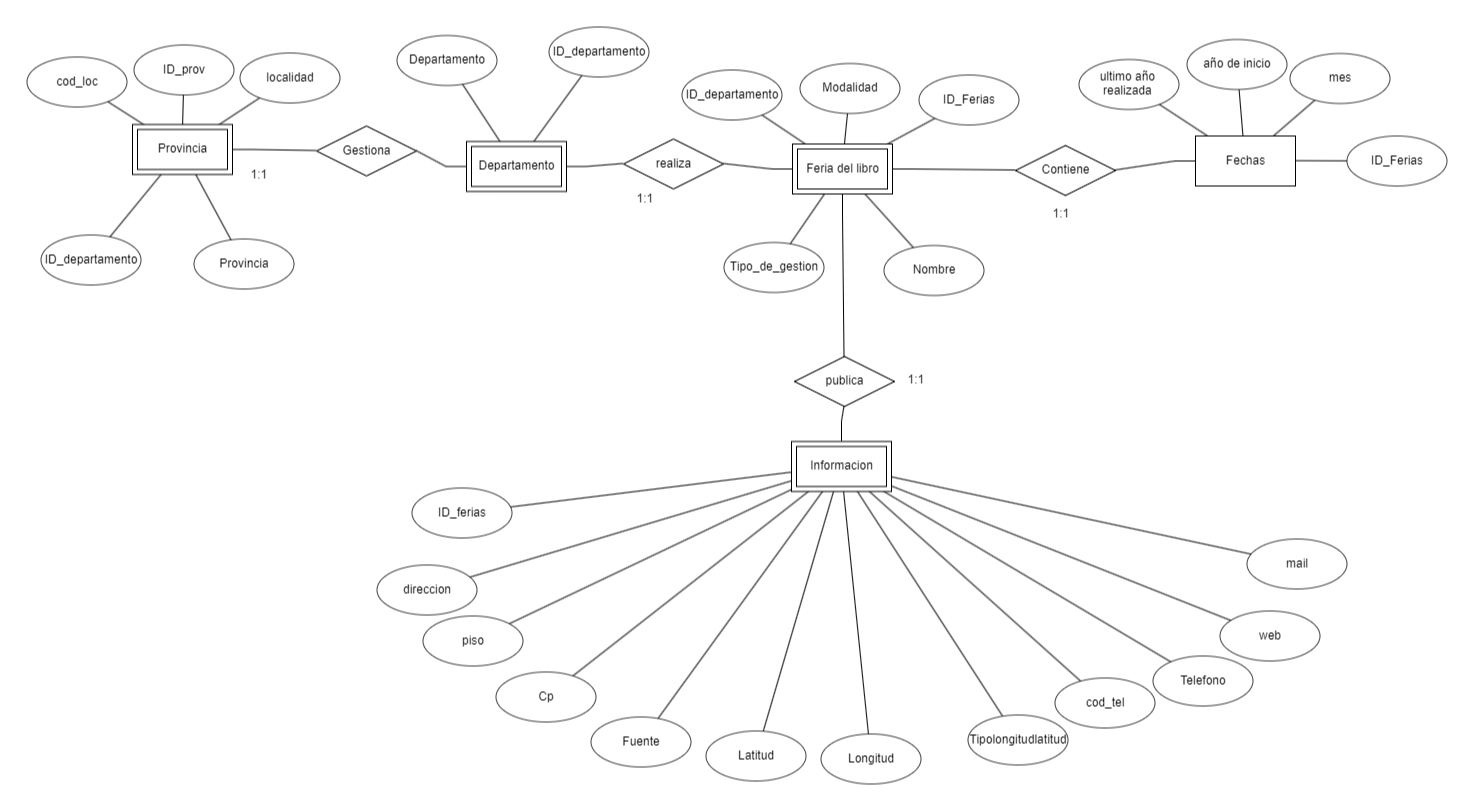 cod_loc
ID_prov
localidad
Departamento
ID_departamento
ID_departamento
Modalidad
ID_Ferias
ultimo año
realizada
año de inicio
mes
Provincia
Gestiona
Departamento
realiza
Feria del libro
Contiene
Fechas
ID_Ferias
1:1
1:1
1:1
ID_departamento
Provincia
Tipo_de_gestion
Nombre
publica
1:1
Informacion
ID_ferias
direccion
piso
Cp
Fuente
Latitud
Longitud
Tipolongitudlatitud
cod_tel
Telefono
web
mail